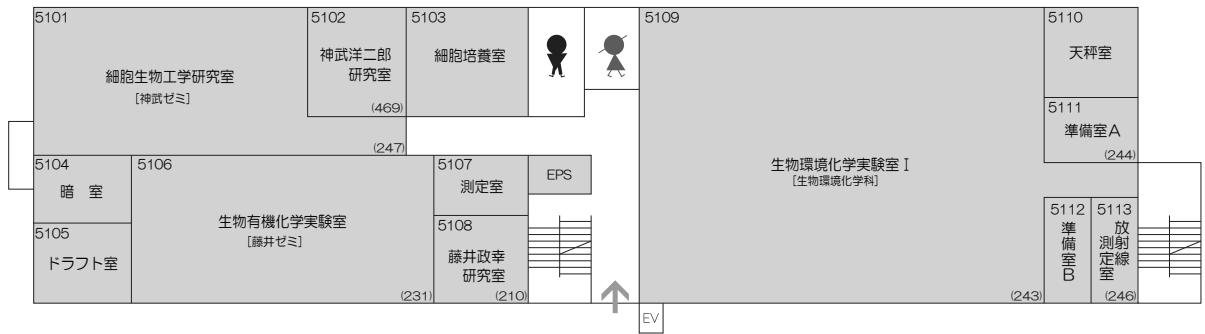 5101
細胞生物工学研究室
[神武ゼミ]
(247)
5102
神武洋二郎
研究室
(469)
5103
細胞培養室
5104
暗 室
5105
ドラフト室
5106
生物有機化学実験室
[藤井ゼミ]
(231)
5107
測定室
5108
藤井政幸
研究室
(210)
EPS
EV
5109
生物環境化学実験室Ⅰ
[生物環境化学科]
(243)
5110
天秤室
5111
準備室A
(244)
5112
準備室B
5113
放射線
測定室
(246)